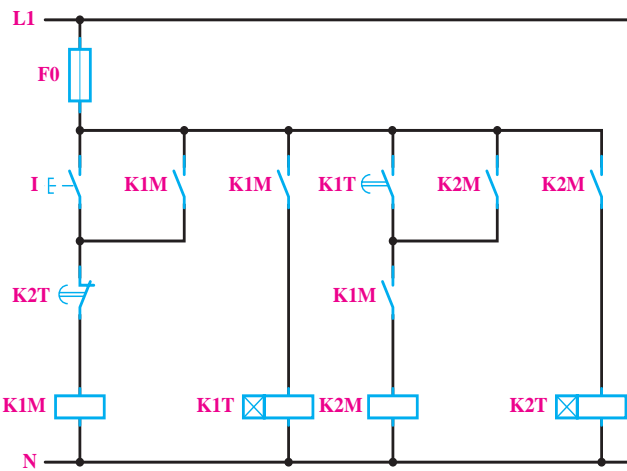 L1
F0
I K1M K1M K1T K2M K2M
K2T K1M
K1M K1T K2M K2T
N